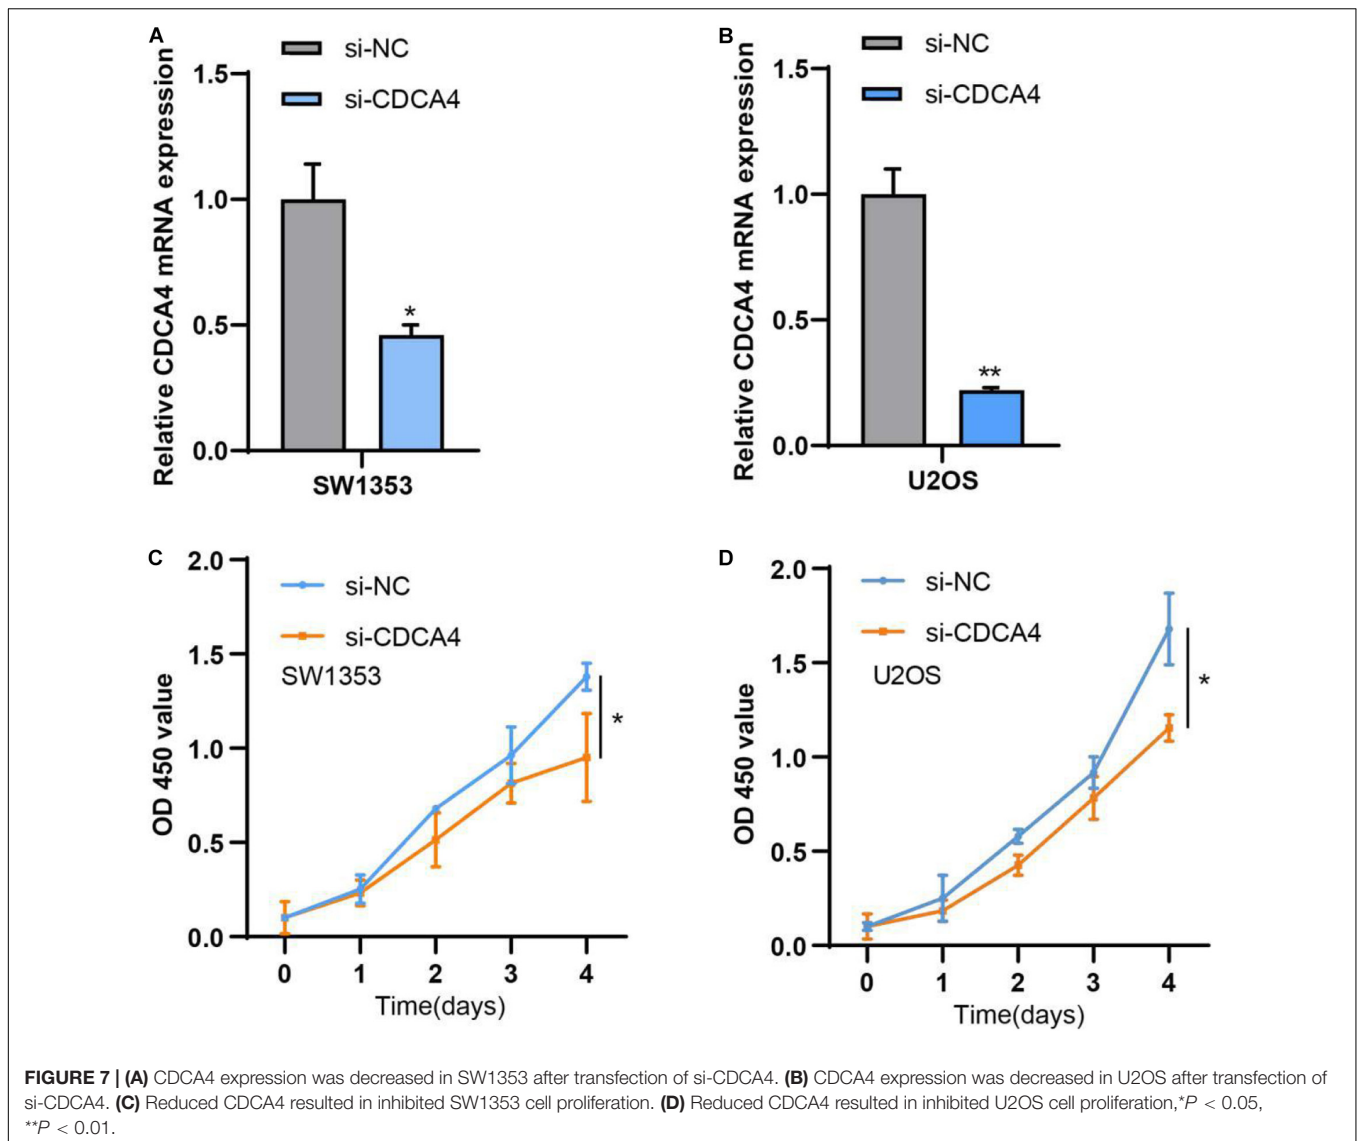 A
si-NC
si-CDCA4
Relative CDCA4 mRNA expression
1.5
1.0
0.5
0.0
*
SW1353
B
si-NC
si-CDCA4
Relative CDCA4 mRNA expression
1.5
1.0
0.5
0.0
**
U2OS
C
si-NC
si-CDCA4
SW1353
OD 450 value
2.0
1.5
1.0
0.5
0.0
*
0 1 2 3 4
Time(days)
D
si-NC
si-CDCA4
U2OS
OD 450 value
2.0
1.5
1.0
0.5
0.0
*
0 1 2 3 4
Time(days)
FIGURE 7 | (A) CDCA4 expression was decreased in SW1353 after transfection of si-CDCA4. (B) CDCA4 expression was decreased in U2OS after transfection of
si-CDCA4. (C) Reduced CDCA4 resulted in inhibited SW1353 cell proliferation. (D) Reduced CDCA4 resulted in inhibited U2OS cell proliferation,*P < 0.05,
**P < 0.01.